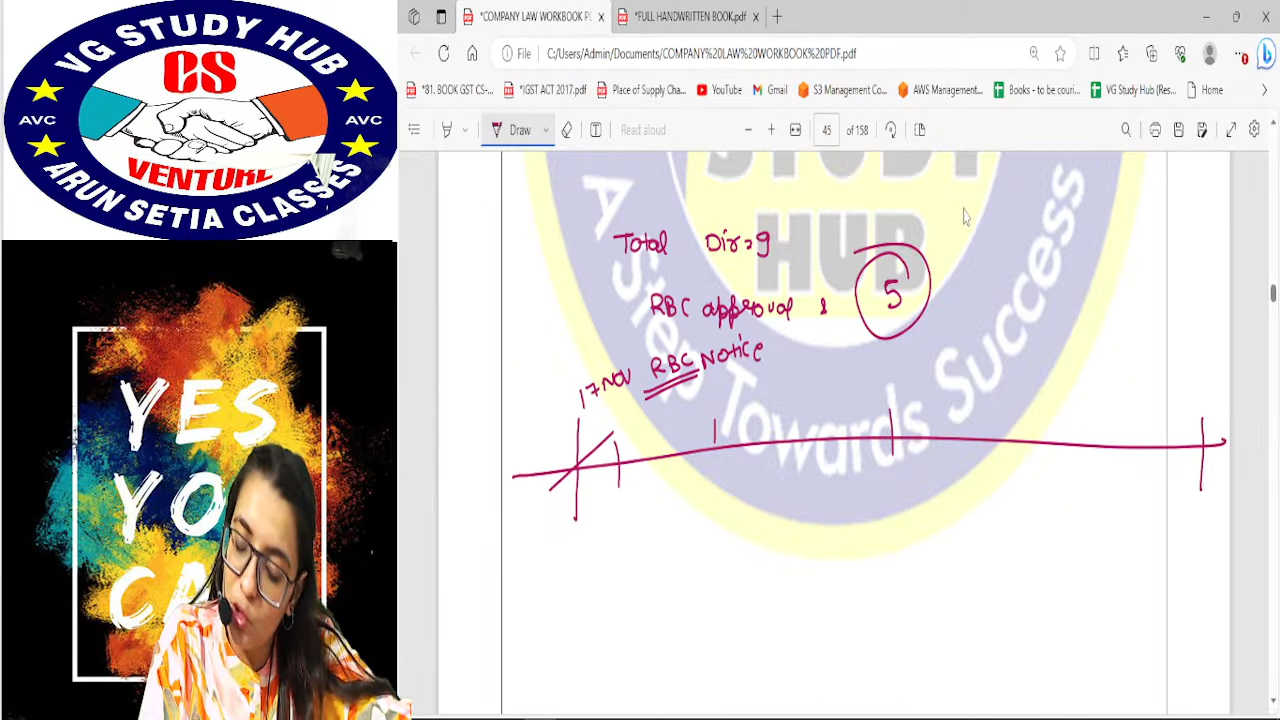 VG STUDY HUB
CS
AVC
AVC
VENTURE
ARUN SETIA CLASSES
YES
YO
CA
*COMPANY LAW WORKBOOK P
*FULL HANDWRITTEN BOOK.pdf
File
C:/Users/Admin/Documents/COMPANY%20LAW%20WORKBOOK%20PDF.pdf
*81. BOOK GST CS-...
*IGST ACT 2017.pdf
Place of Supply Cha...
YouTube
Gmail
S3 Management Co...
AWS Management...
Books - to be couri...
VG Study Hub (Res...
Home
Draw
Read aloud
45
of 158
STUDY
HUB
A Step Towards Success
Total Dir = 9
RBC approval
5
17 Nov RBC Notice